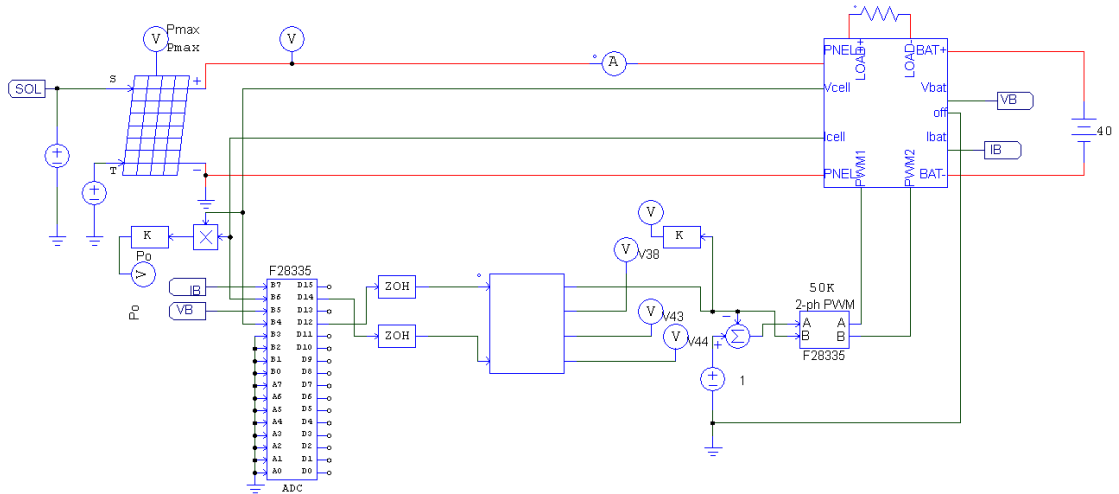 V Pmax
Pmax
V
A
PNEL+
LOAD+
LOAD-
BAT+
SOL
S
+
Vcell
Vbat
VB
off
40
Icell
Ibat
IB
T
-
PNEL-
PWM1
PWM2
BAT-
K
Po
V
Po
V
K
V
V38
F28335
IB
VB
B7 D15
B6 D14
B5 D13
B4 D12
B3 D11
B2 D10
B1 D9
B0 D8
A7 D7
A6 D6
A5 D5
A4 D4
A3 D3
A2 D2
A1 D1
A0 D0
ADC
ZOH
ZOH
V
V43
V
V44
-
+
Σ
1
50K
2-ph PWM
A A
B B
F28335